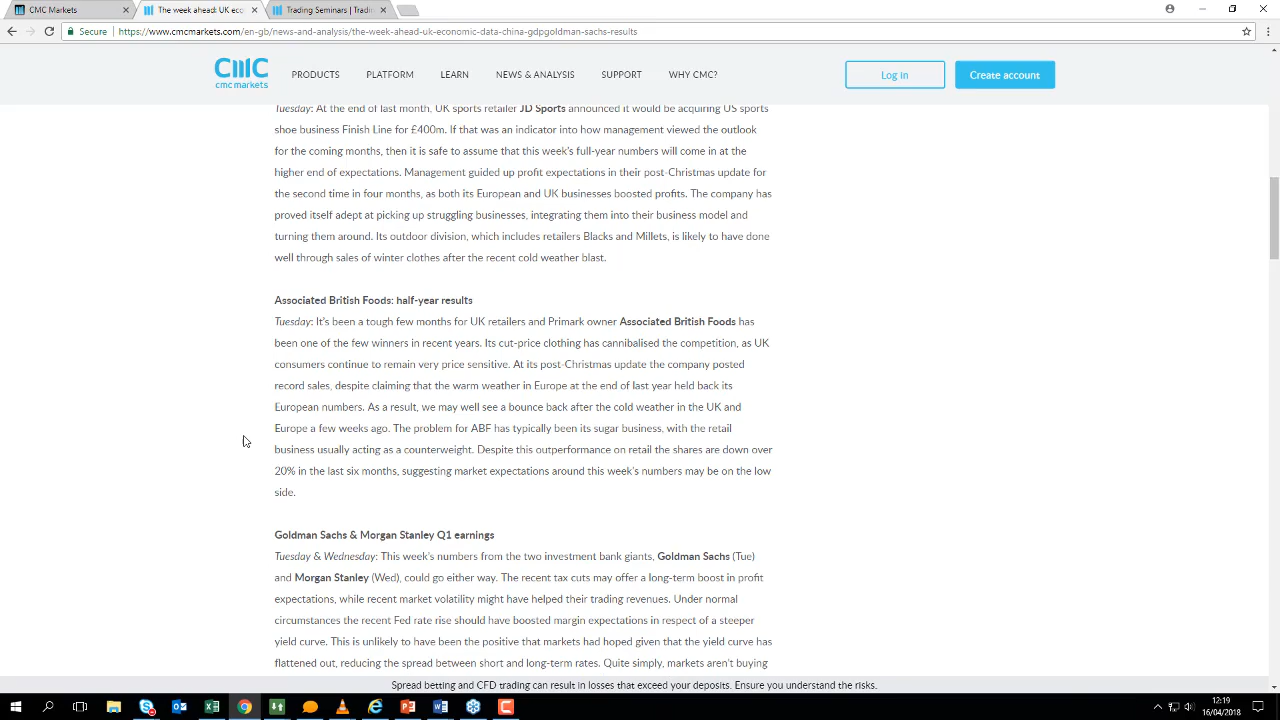 CMC Markets
The week ahead: UK eco
Trading Seminars | Tradi
Secure
https://www.cmcmarkets.com/en-gb/news-and-analysis/the-week-ahead-uk-economic-data-china-gdpgoldman-sachs-results
cmc markets
PRODUCTS PLATFORM LEARN NEWS & ANALYSIS SUPPORT WHY CMC?
Log in
Create account
Tuesday: At the end of last month, UK sports retailer JD Sports announced it would be acquiring US sports
shoe business Finish Line for £400m. If that was an indicator into how management viewed the outlook
for the coming months, then it is safe to assume that this week's full-year numbers will come in at the
higher end of expectations. Management guided up profit expectations in their post-Christmas update for
the second time in four months, as both its European and UK businesses boosted profits. The company has
proved itself adept at picking up struggling businesses, integrating them into their business model and
turning them around. Its outdoor division, which includes retailers Blacks and Millets, is likely to have done
well through sales of winter clothes after the recent cold weather blast.
Associated British Foods: half-year results
Tuesday: It's been a tough few months for UK retailers and Primark owner Associated British Foods has
been one of the few winners in recent years. Its cut-price clothing has cannibalised the competition, as UK
consumers continue to remain very price sensitive. At its post-Christmas update the company posted
record sales, despite claiming that the warm weather in Europe at the end of last year held back its
European numbers. As a result, we may well see a bounce back after the cold weather in the UK and
Europe a few weeks ago. The problem for ABF has typically been its sugar business, with the retail
business usually acting as a counterweight. Despite this outperformance on retail the shares are down over
20% in the last six months, suggesting market expectations around this week's numbers may be on the low
side.
Goldman Sachs & Morgan Stanley Q1 earnings
Tuesday & Wednesday: This week's numbers from the two investment bank giants, Goldman Sachs (Tue)
and Morgan Stanley (Wed), could go either way. The recent tax cuts may offer a long-term boost in profit
expectations, while recent market volatility might have helped their trading revenues. Under normal
circumstances the recent Fed rate rise should have boosted margin expectations in respect of a steeper
yield curve. This is unlikely to have been the positive that markets had hoped given that the yield curve has
flattened out, reducing the spread between short and long-term rates. Quite simply, markets aren't buying
Spread betting and CFD trading can result in losses that exceed your deposits. Ensure you understand the risks.
12:19
16/04/2018